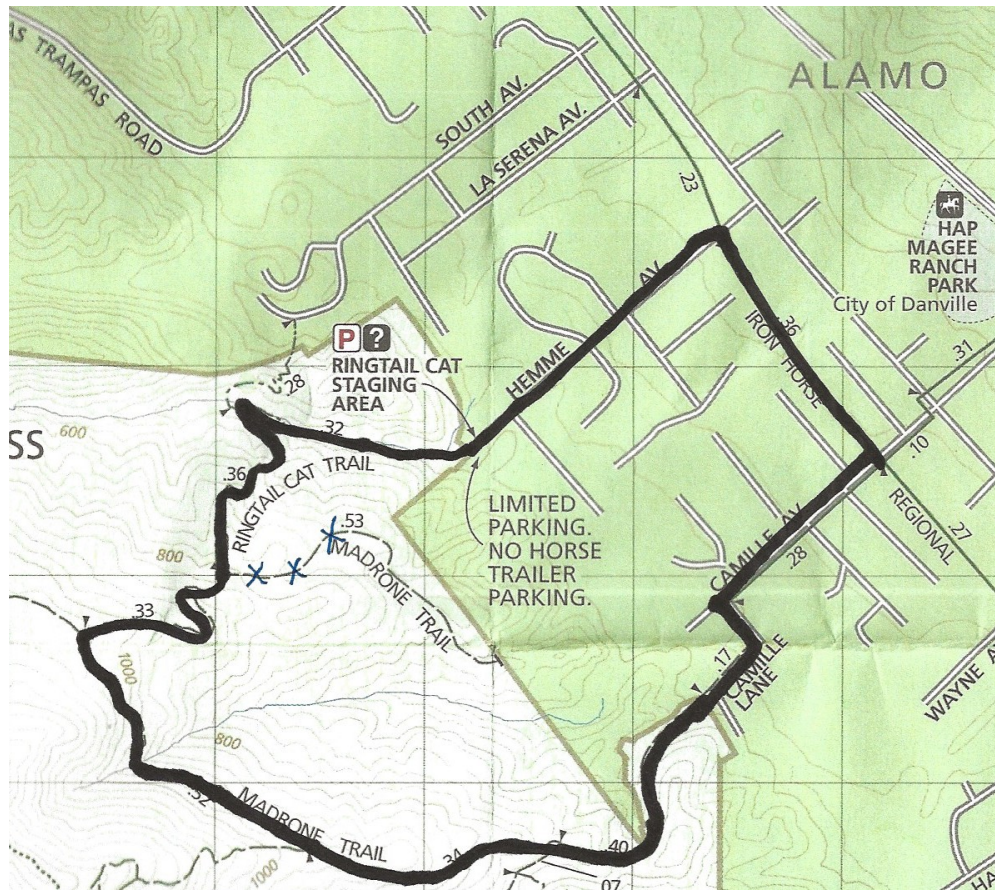 AS TRAMPAS ROAD
SOUTH AV.
LA SERENA AV.
ALAMO
.23
HAP
MAGEE
RANCH
PARK
City of Danville
P ?
RINGTAIL CAT
STAGING
AREA
HEMME AV.
.36
IRON HORSE
.31
.28
.32
600
SS
.36
RINGTAIL CAT TRAIL
.10
REGIONAL
.27
LIMITED
PARKING.
NO HORSE
TRAILER
PARKING.
.53
MADRONE TRAIL
800
CAMILLE AV.
.28
.33
1000
.17
CAMILLE
LANE
WAYNE A
800
.52
MADRONE TRAIL
1000
.34
.40
.07
HA